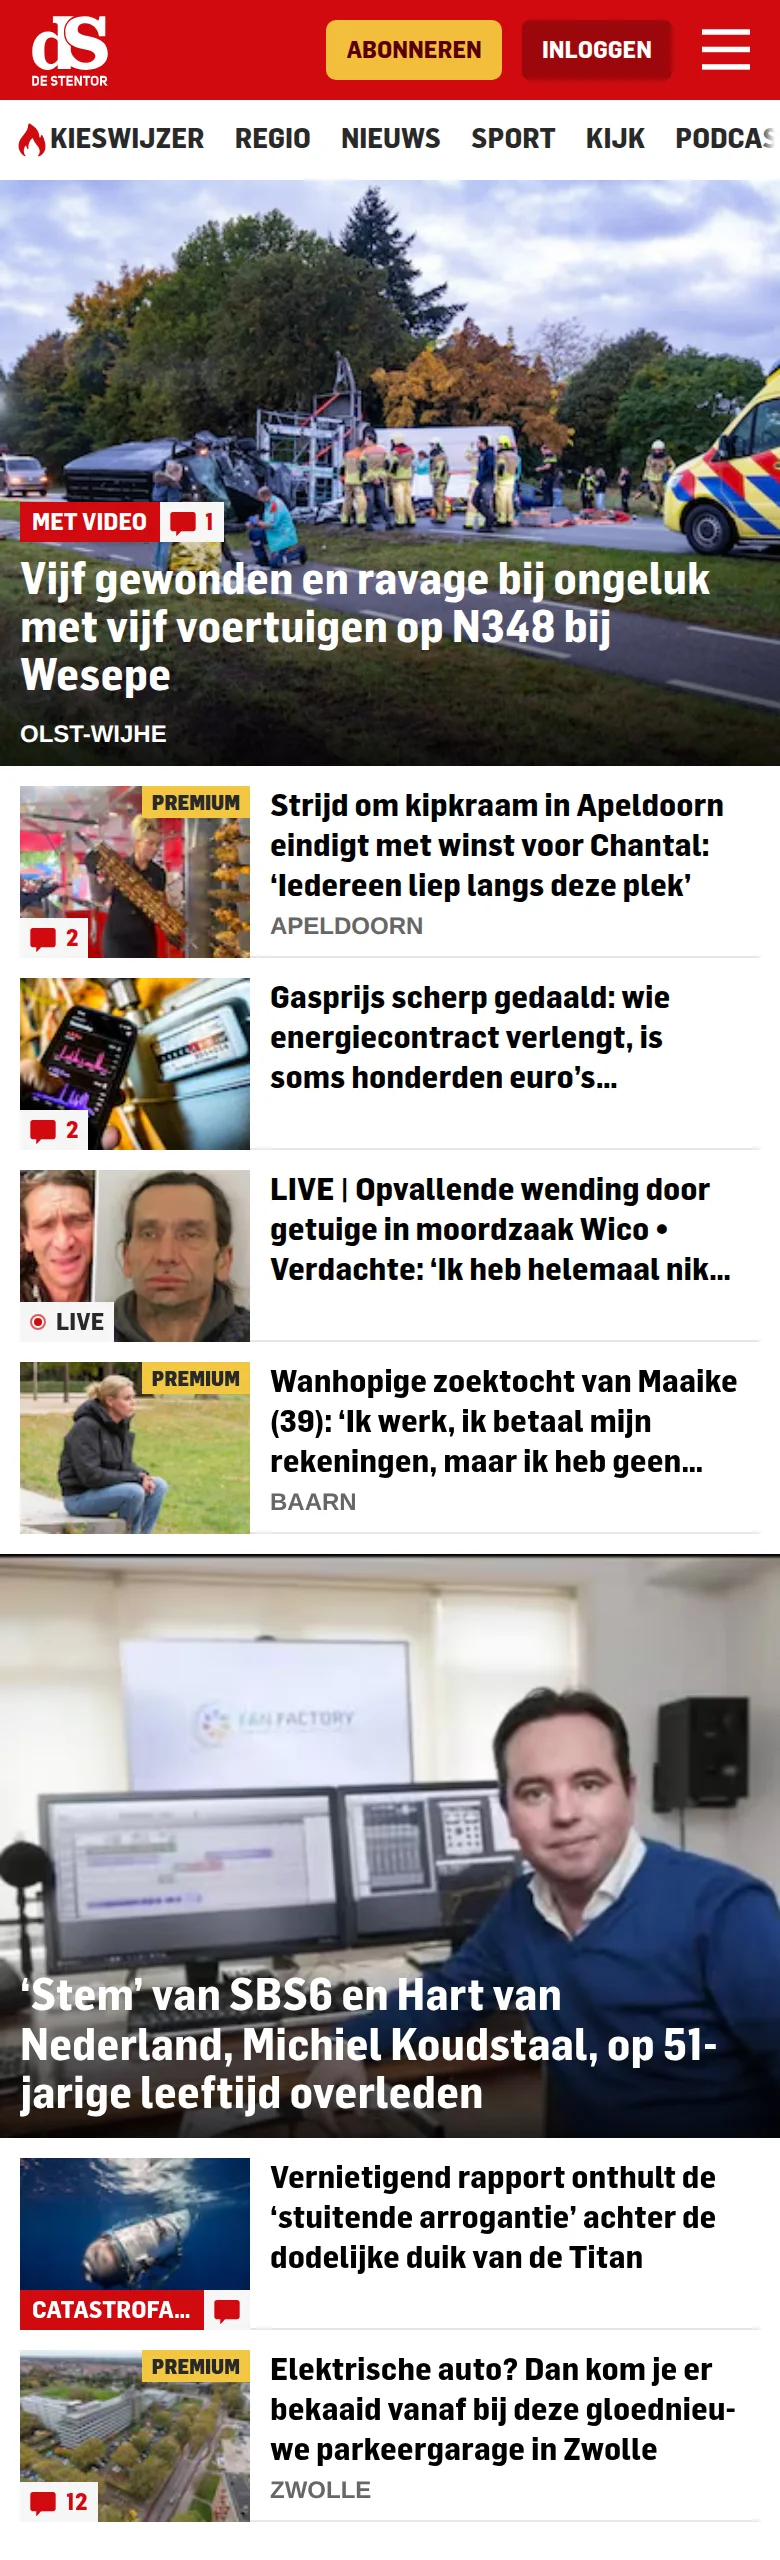 dS
DE STENTOR
ABONNEREN
INLOGGEN
KIESWIJZER REGIO NIEUWS SPORT KIJK PODCAS
MET VIDEO 1
Vijf gewonden en ravage bij ongeluk
met vijf voertuigen op N348 bij
Wesepe
OLST-WIJHE
PREMIUM
2
Strijd om kipkraam in Apeldoorn
eindigt met winst voor Chantal:
‘Iedereen liep langs deze plek’
APELDOORN
2
Gasprijs scherp gedaald: wie
energiecontract verlengt, is
soms honderden euro’s...
LIVE
LIVE | Opvallende wending door
getuige in moordzaak Wico •
Verdachte: ‘Ik heb helemaal nik...
PREMIUM
Wanhopige zoektocht van Maaike
(39): ‘Ik werk, ik betaal mijn
rekeningen, maar ik heb geen...
BAARN
FAN FACTORY
‘Stem’ van SBS6 en Hart van
Nederland, Michiel Koudstaal, op 51-
jarige leeftijd overleden
CATASTROFA...
Vernietigend rapport onthult de
‘stuitende arrogantie’ achter de
dodelijke duik van de Titan
PREMIUM
12
Elektrische auto? Dan kom je er
bekaaid vanaf bij deze gloednieu-
we parkeergarage in Zwolle
ZWOLLE